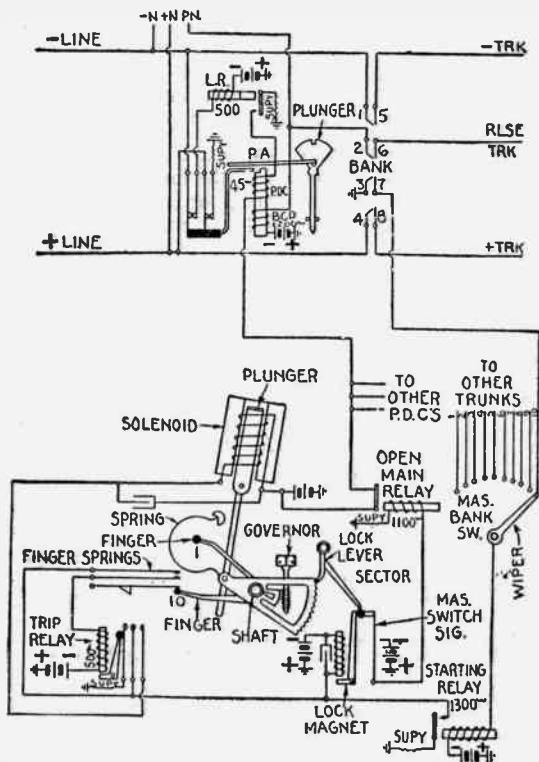 -N +N PN
-LINE
-TRK
L.R.
- +
500
SUPY
PLUNGER
1 5
RLSE
TRK
2 6
BANK
3 7
4 8
SUPY
P.A
45-
P.D.C
B.C.O
1200
- +
+LINE
+TRK
PLUNGER
SOLENOID
TO
OTHER
P.D.C'S
TO
OTHER
TRUNKS
OPEN
MAIN
RELAY
SUPY
1100
MAS.
BANK
SW.
WIPER
SPRING
FINGER
1
GOVERNOR
LOCK
LEVER
SECTOR
FINGER SPRINGS
10
FINGER
SHAFT
MAS.
SWITCH
SIG.
TRIP
RELAY
500
+ -
SUPY
- +
- +
LOCK
MAGNET
STARTING
RELAY
1300
SUPY
- +